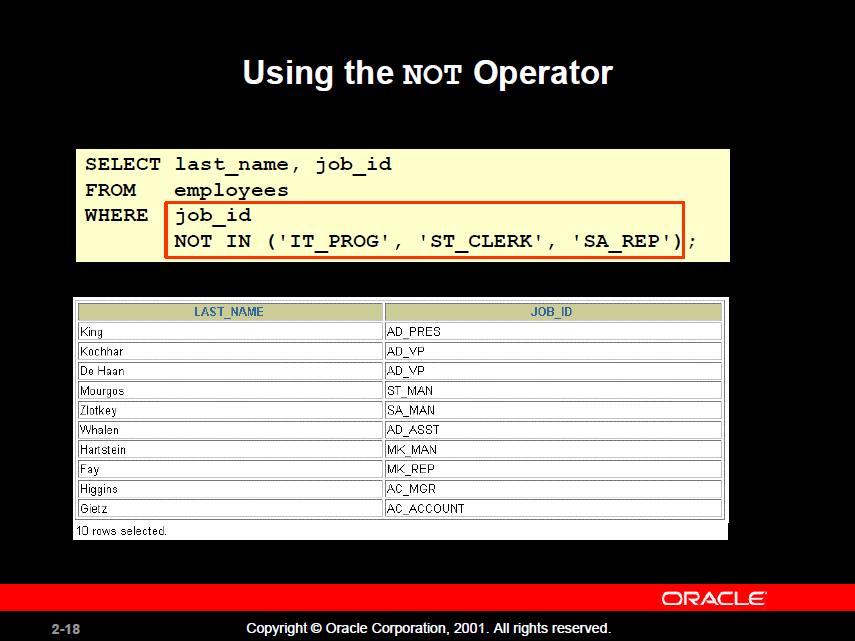 Using the NOT Operator
SELECT last_name, job_id
FROM employees
WHERE job_id
NOT IN ('IT_PROG', 'ST_CLERK', 'SA_REP');
LAST_NAME JOB_ID
King AD_PRES
Kochhar AD_VP
De Haan AD_VP
Mourgos ST_MAN
Zlotkey SA_MAN
Whalen AD_ASST
Hartstein MK_MAN
Fay MK_REP
Higgins AC_MGR
Gietz AC_ACCOUNT
10 rows selected.
ORACLE
2-18 Copyright © Oracle Corporation, 2001. All rights reserved.